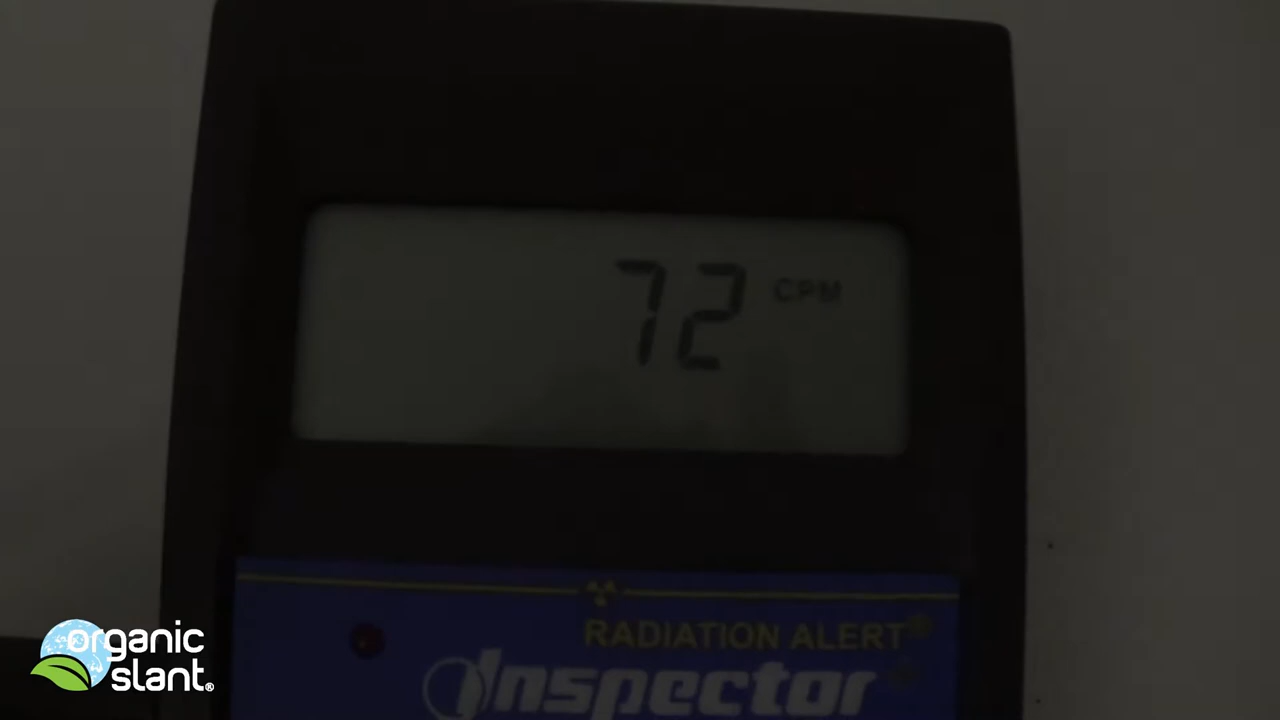 72 CPM
RADIATION ALERT®
Inspector
organic
slant®